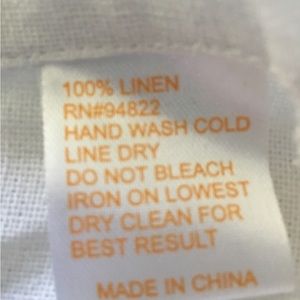 100% LINEN
RN#94822
HAND WASH COLD
LINE DRY
DO NOT BLEACH
IRON ON LOWEST
DRY CLEAN FOR
BEST RESULT
MADE IN CHINA